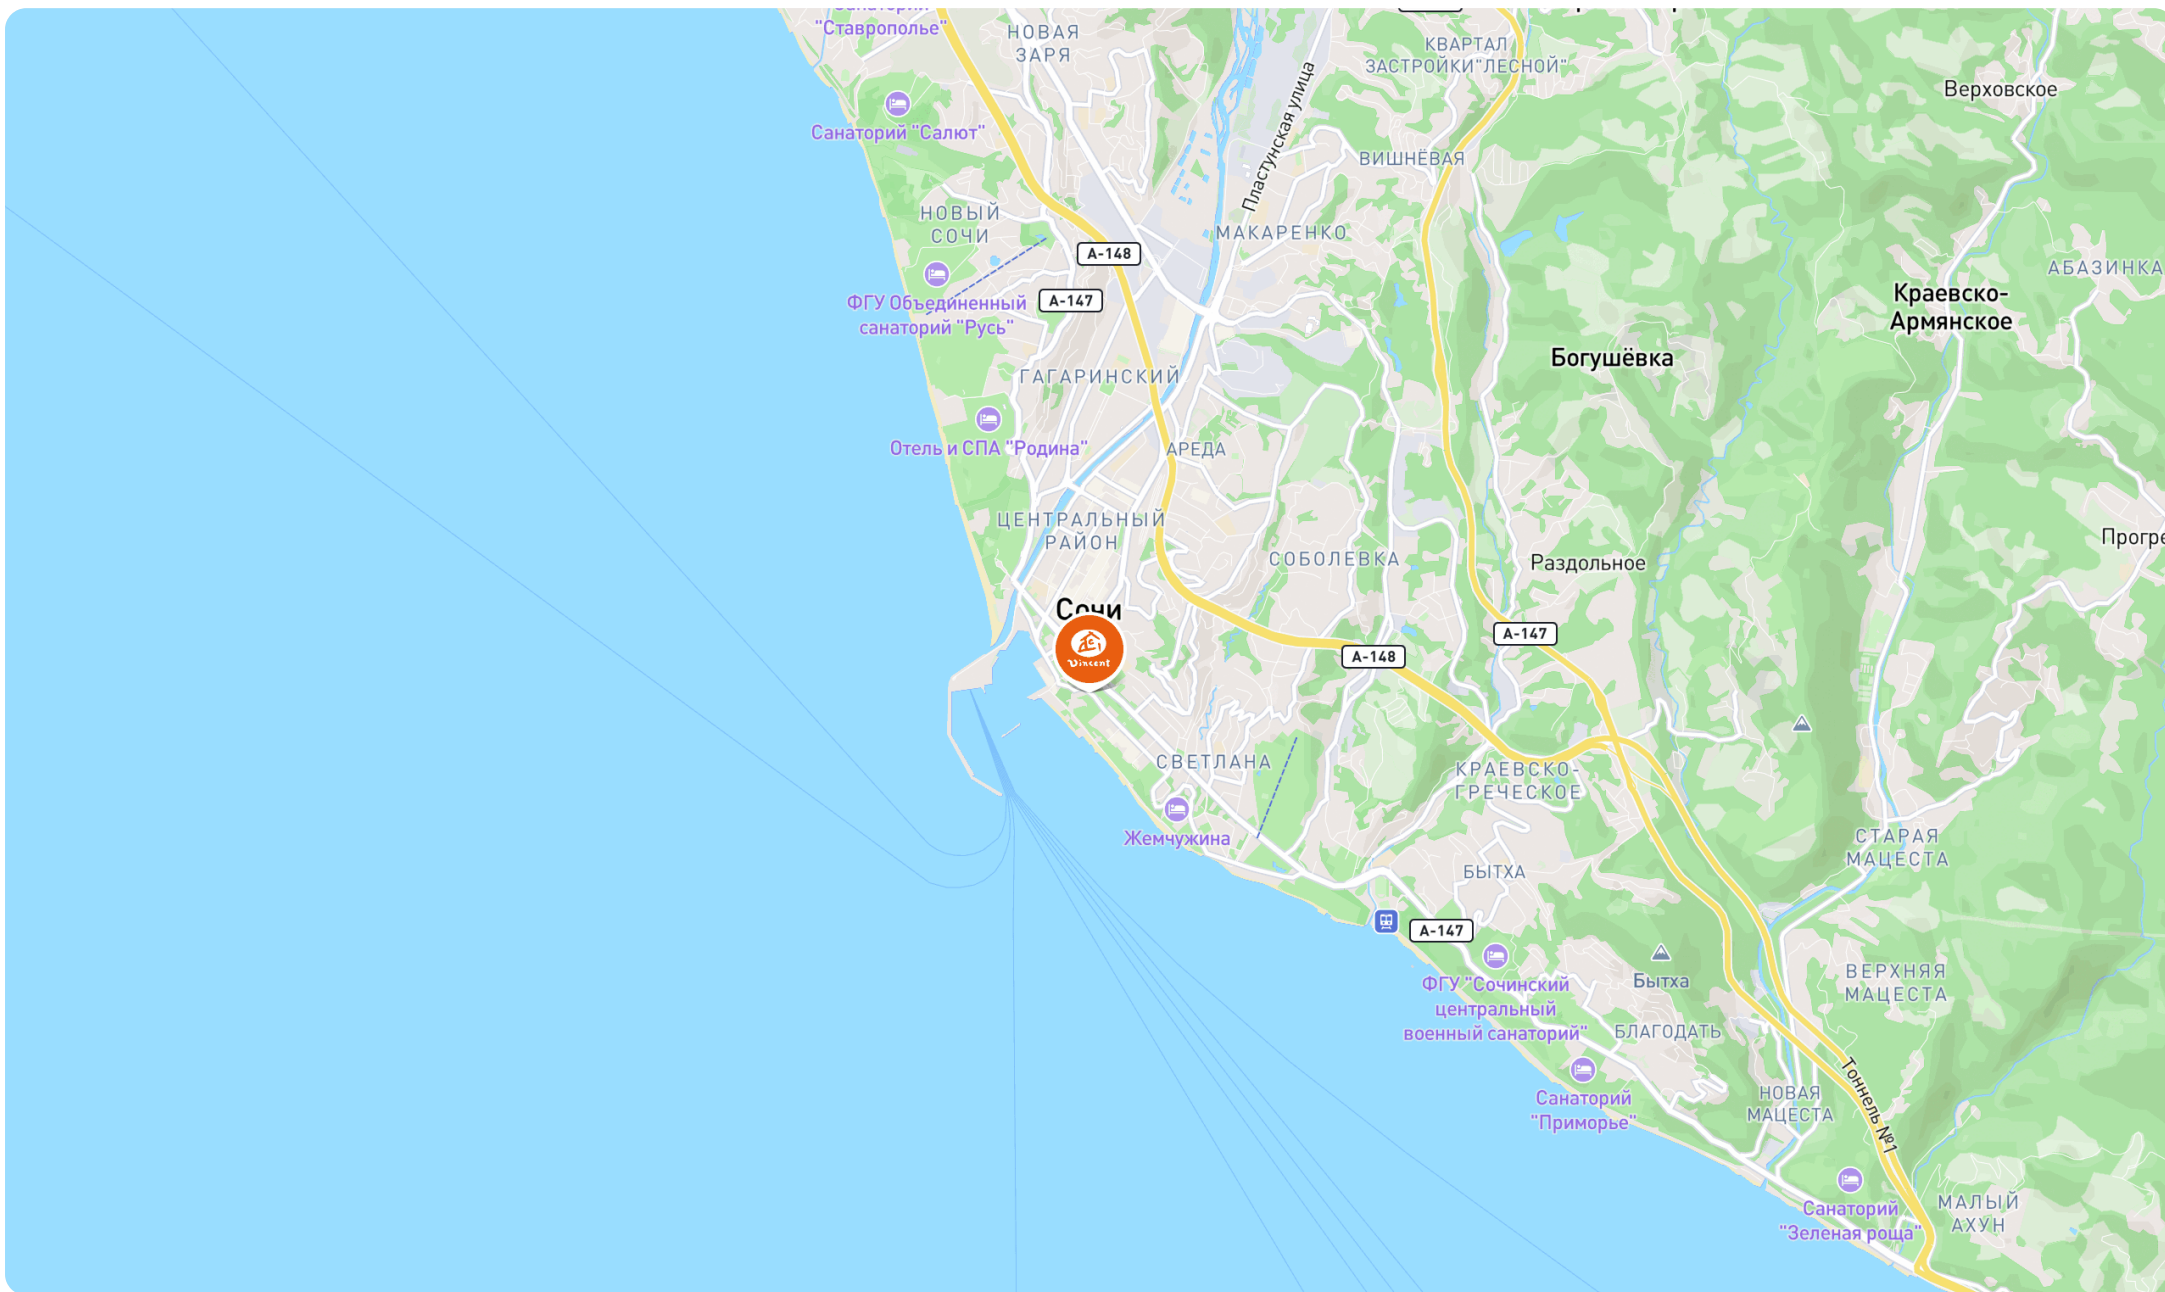 "Ставрополье"
НОВАЯ
ЗАРЯ
КВАРТАЛ
ЗАСТРОЙКИ"ЛЕСНОЙ"
Верховское
Санаторий "Салют"
Пластунская улица
ВИШНЁВАЯ
НОВЫЙ
СОЧИ
МАКАРЕНКО
А-148
АБАЗИНКА
ФГУ Объединенный
санаторий "Русь"
А-147
Краевско-
Армянское
Богушёвка
ГАГАРИНСКИЙ
Отель и СПА "Родина"
АРЕДА
ЦЕНТРАЛЬНЫЙ
РАЙОН
Прогре
СОБОЛЕВКА
Раздольное
Сочи
Vincent
А-147
А-148
СВЕТЛАНА
КРАЕВСКО-
ГРЕЧЕСКОЕ
Жемчужина
СТАРАЯ
МАЦЕСТА
БЫТХА
А-147
ФГУ "Сочинский
центральный
военный санаторий"
Бытха
ВЕРХНЯЯ
МАЦЕСТА
БЛАГОДАТЬ
Санаторий
"Приморье"
НОВАЯ
МАЦЕСТА
Тоннель №1
Санаторий
"Зеленая роща"
МАЛЫЙ
АХУН